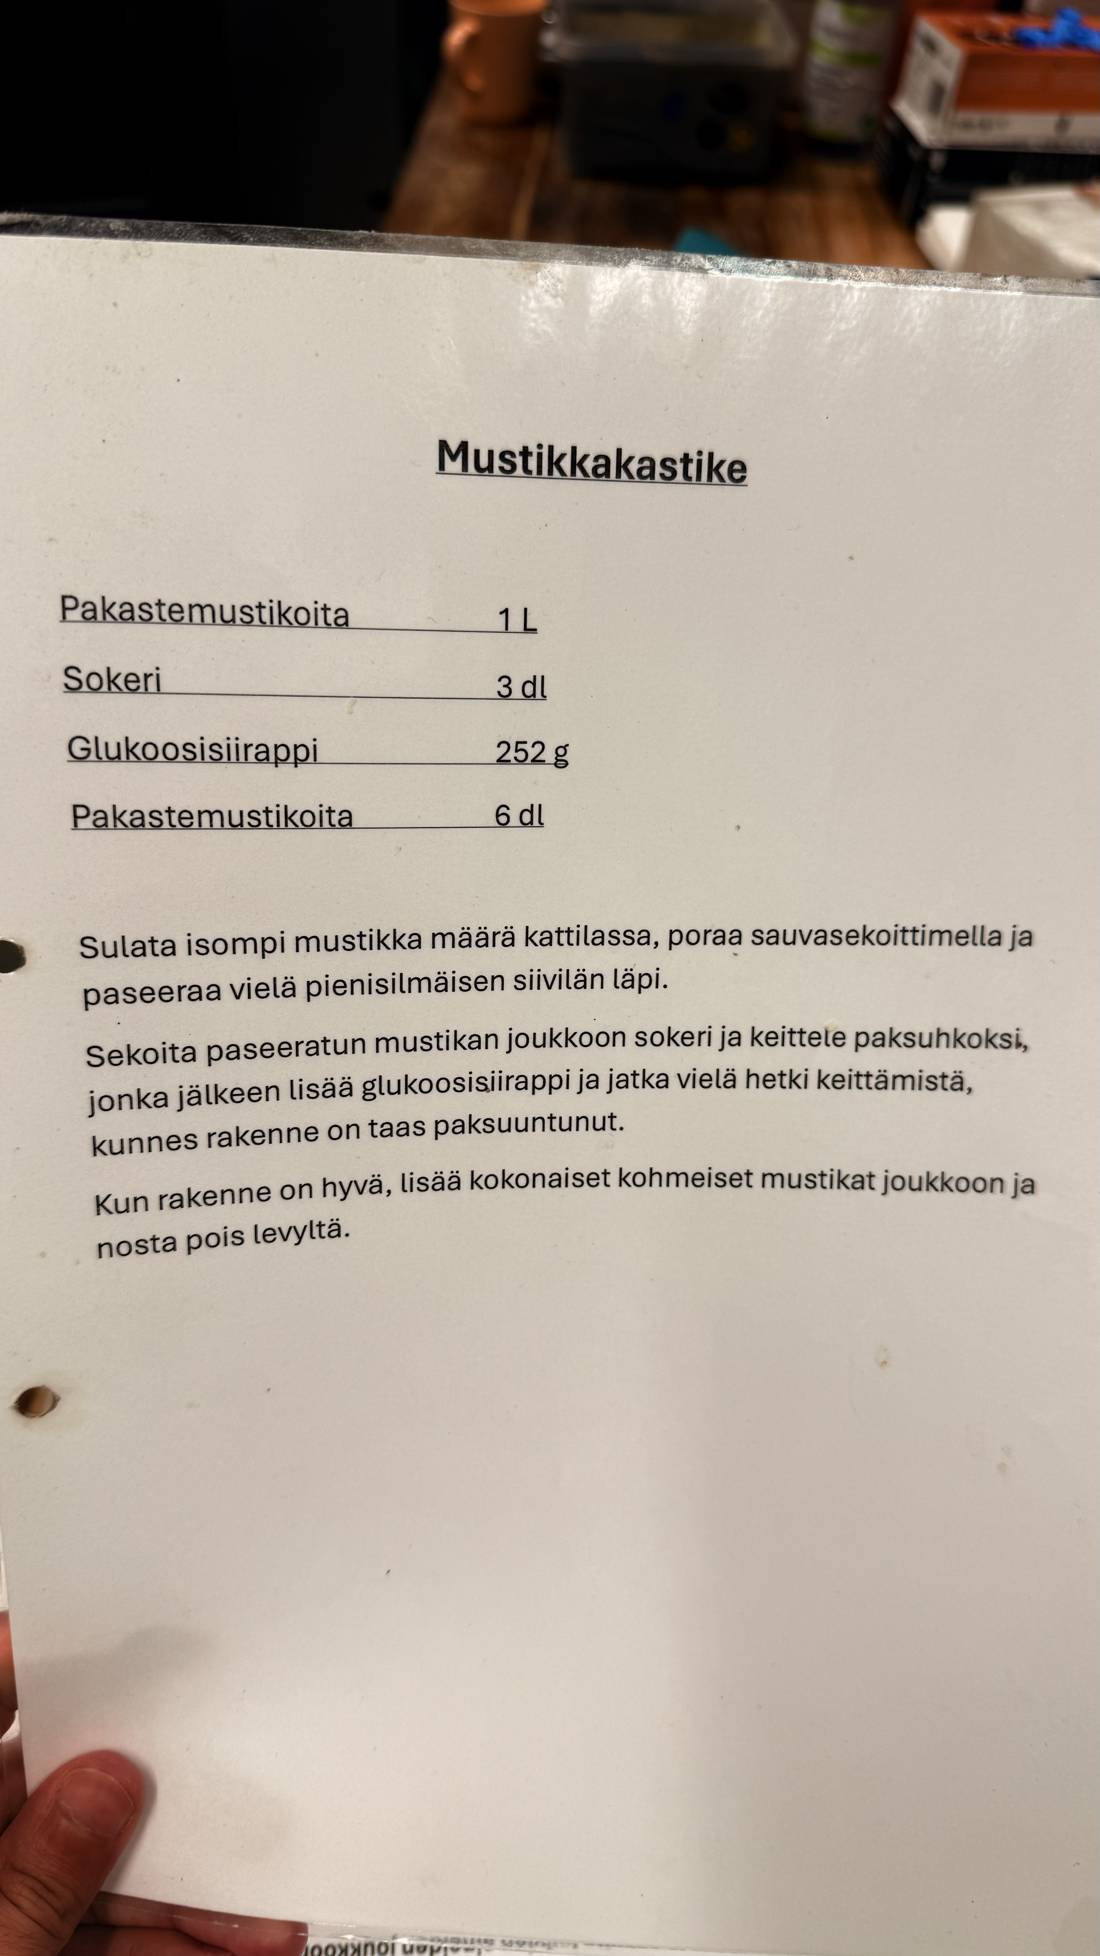 Mustikkakastike
Pakastemustikoita 1 L
Sokeri 3 dl
Glukoosisiirappi 252 g
Pakastemustikoita 6 dl
Sulata isompi mustikka määrä kattilassa, poraa sauvasekoittimella ja
paseeraa vielä pienisilmäisen siivilän läpi.
Sekoita paseeratun mustikan joukkoon sokeri ja keittele paksuhkoksi,
jonka jälkeen lisää glukoosisiirappi ja jatka vielä hetki keittämistä,
kunnes rakenne on taas paksuuntunut.
Kun rakenne on hyvä, lisää kokonaiset kohmeiset mustikat joukkoon ja
nosta pois levyltä.